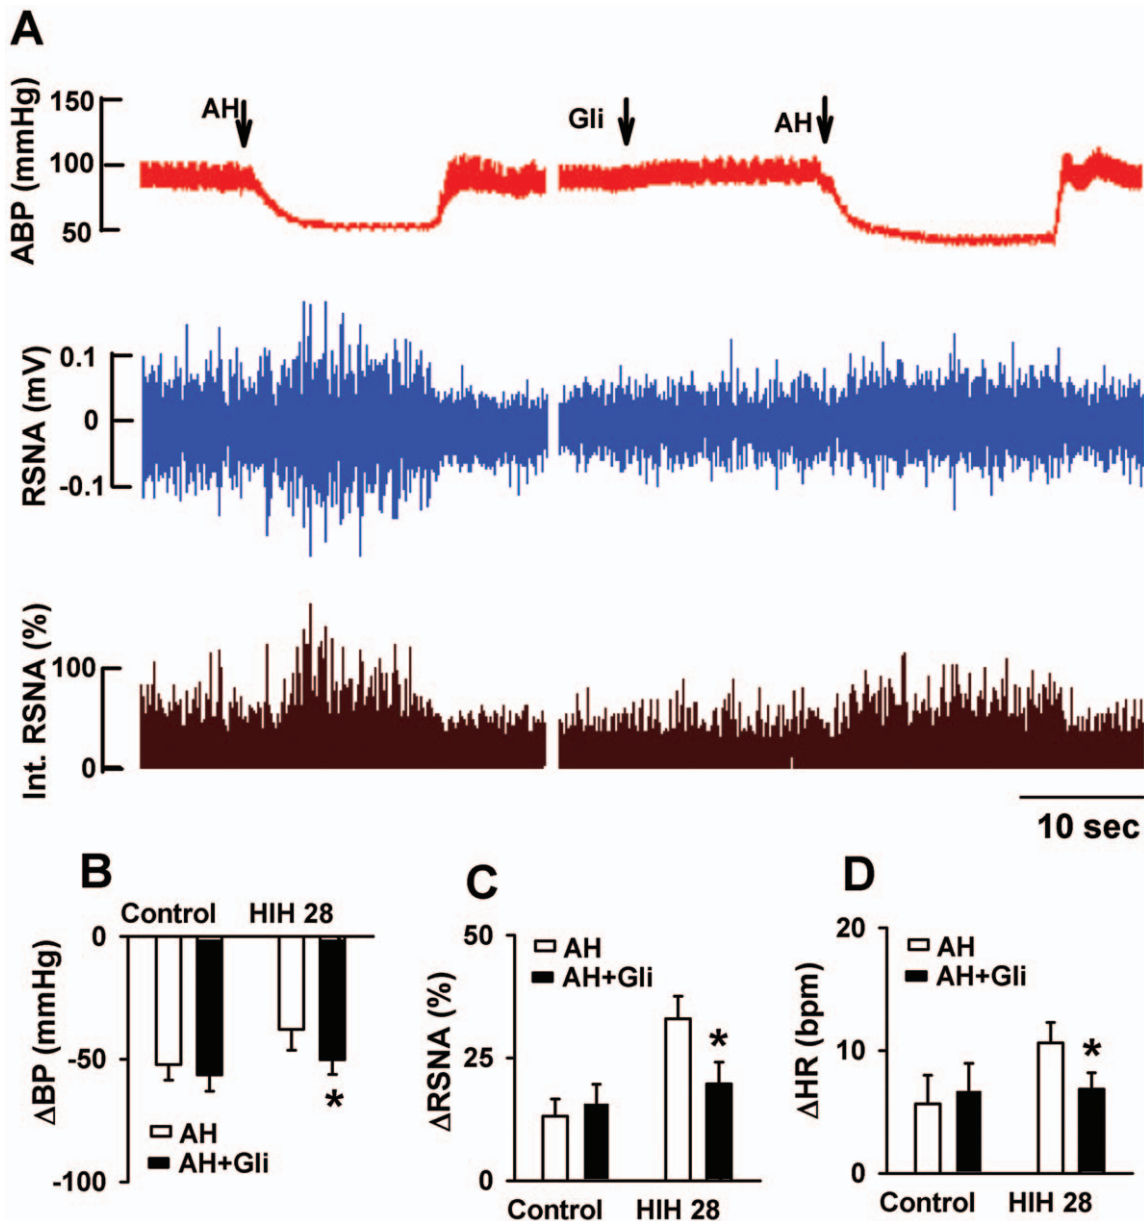 A
ABP (mmHg)
150
100
50
AH
Gli
AH
RSNA (mV)
0.1
0
-0.1
Int. RSNA (%)
100
0
10 sec
B
Control HIH 28
ΔBP (mmHg)
0
-50
-100
*
AH
AH+Gli
C
ΔRSNA (%)
50
25
0
AH
AH+Gli
*
Control HIH 28
D
ΔHR (bpm)
20
10
0
AH
AH+Gli
*
Control HIH 28